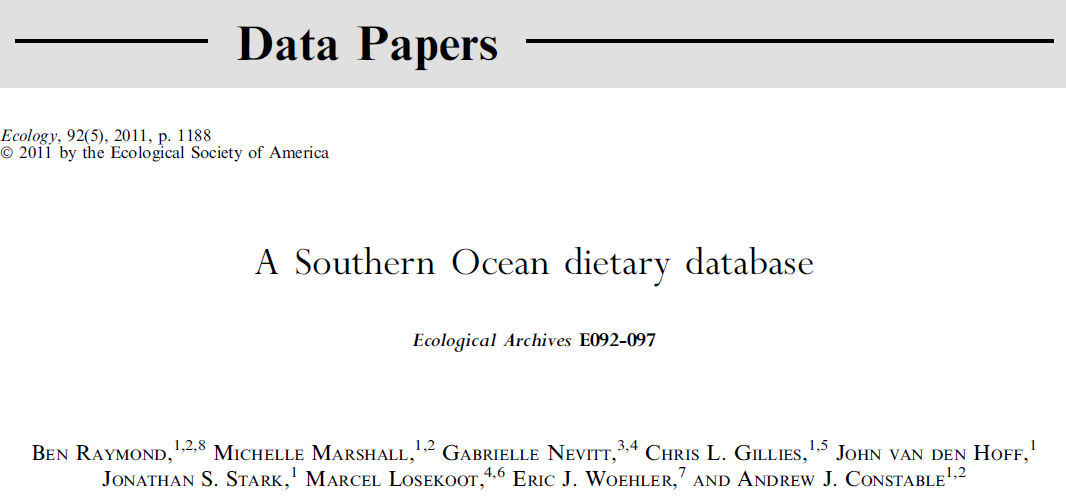 Data Papers
Ecology, 92(5), 2011, p. 1188
© 2011 by the Ecological Society of America
A Southern Ocean dietary database
Ecological Archives E092-097
BEN RAYMOND,1,2,8 MICHELLE MARSHALL,1,2 GABRIELLE NEVITT,3,4 CHRIS L. GILLIES,1,5 JOHN VAN DEN HOFF,1
JONATHAN S. STARK,1 MARCEL LOSEKOOT,4,6 ERIC J. WOEHLER,7 AND ANDREW J. CONSTABLE1,2